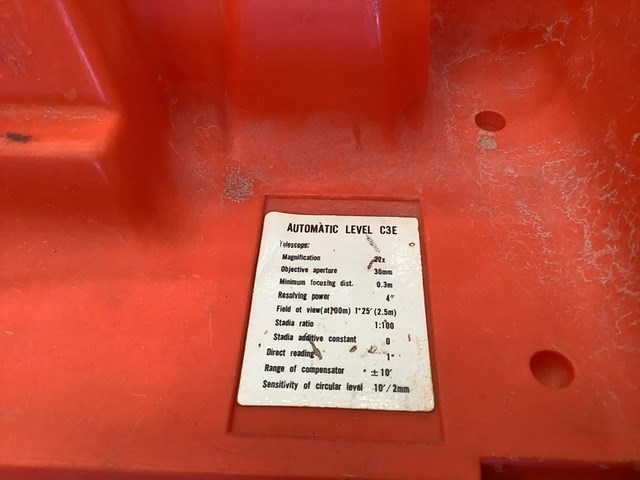 AUTOMATIC LEVEL C3E
Telescope:
Magnification 22x
Objective aperture 30mm
Minimum focusing dist. 0.3m
Resolving power 4"
Field of view(at100m) 1°25′(2.5m)
Stadia ratio 1:100
Stadia additive constant 0
Direct reading 1°
Range of compensator ±10′
Sensitivity of circular level 10′/2mm